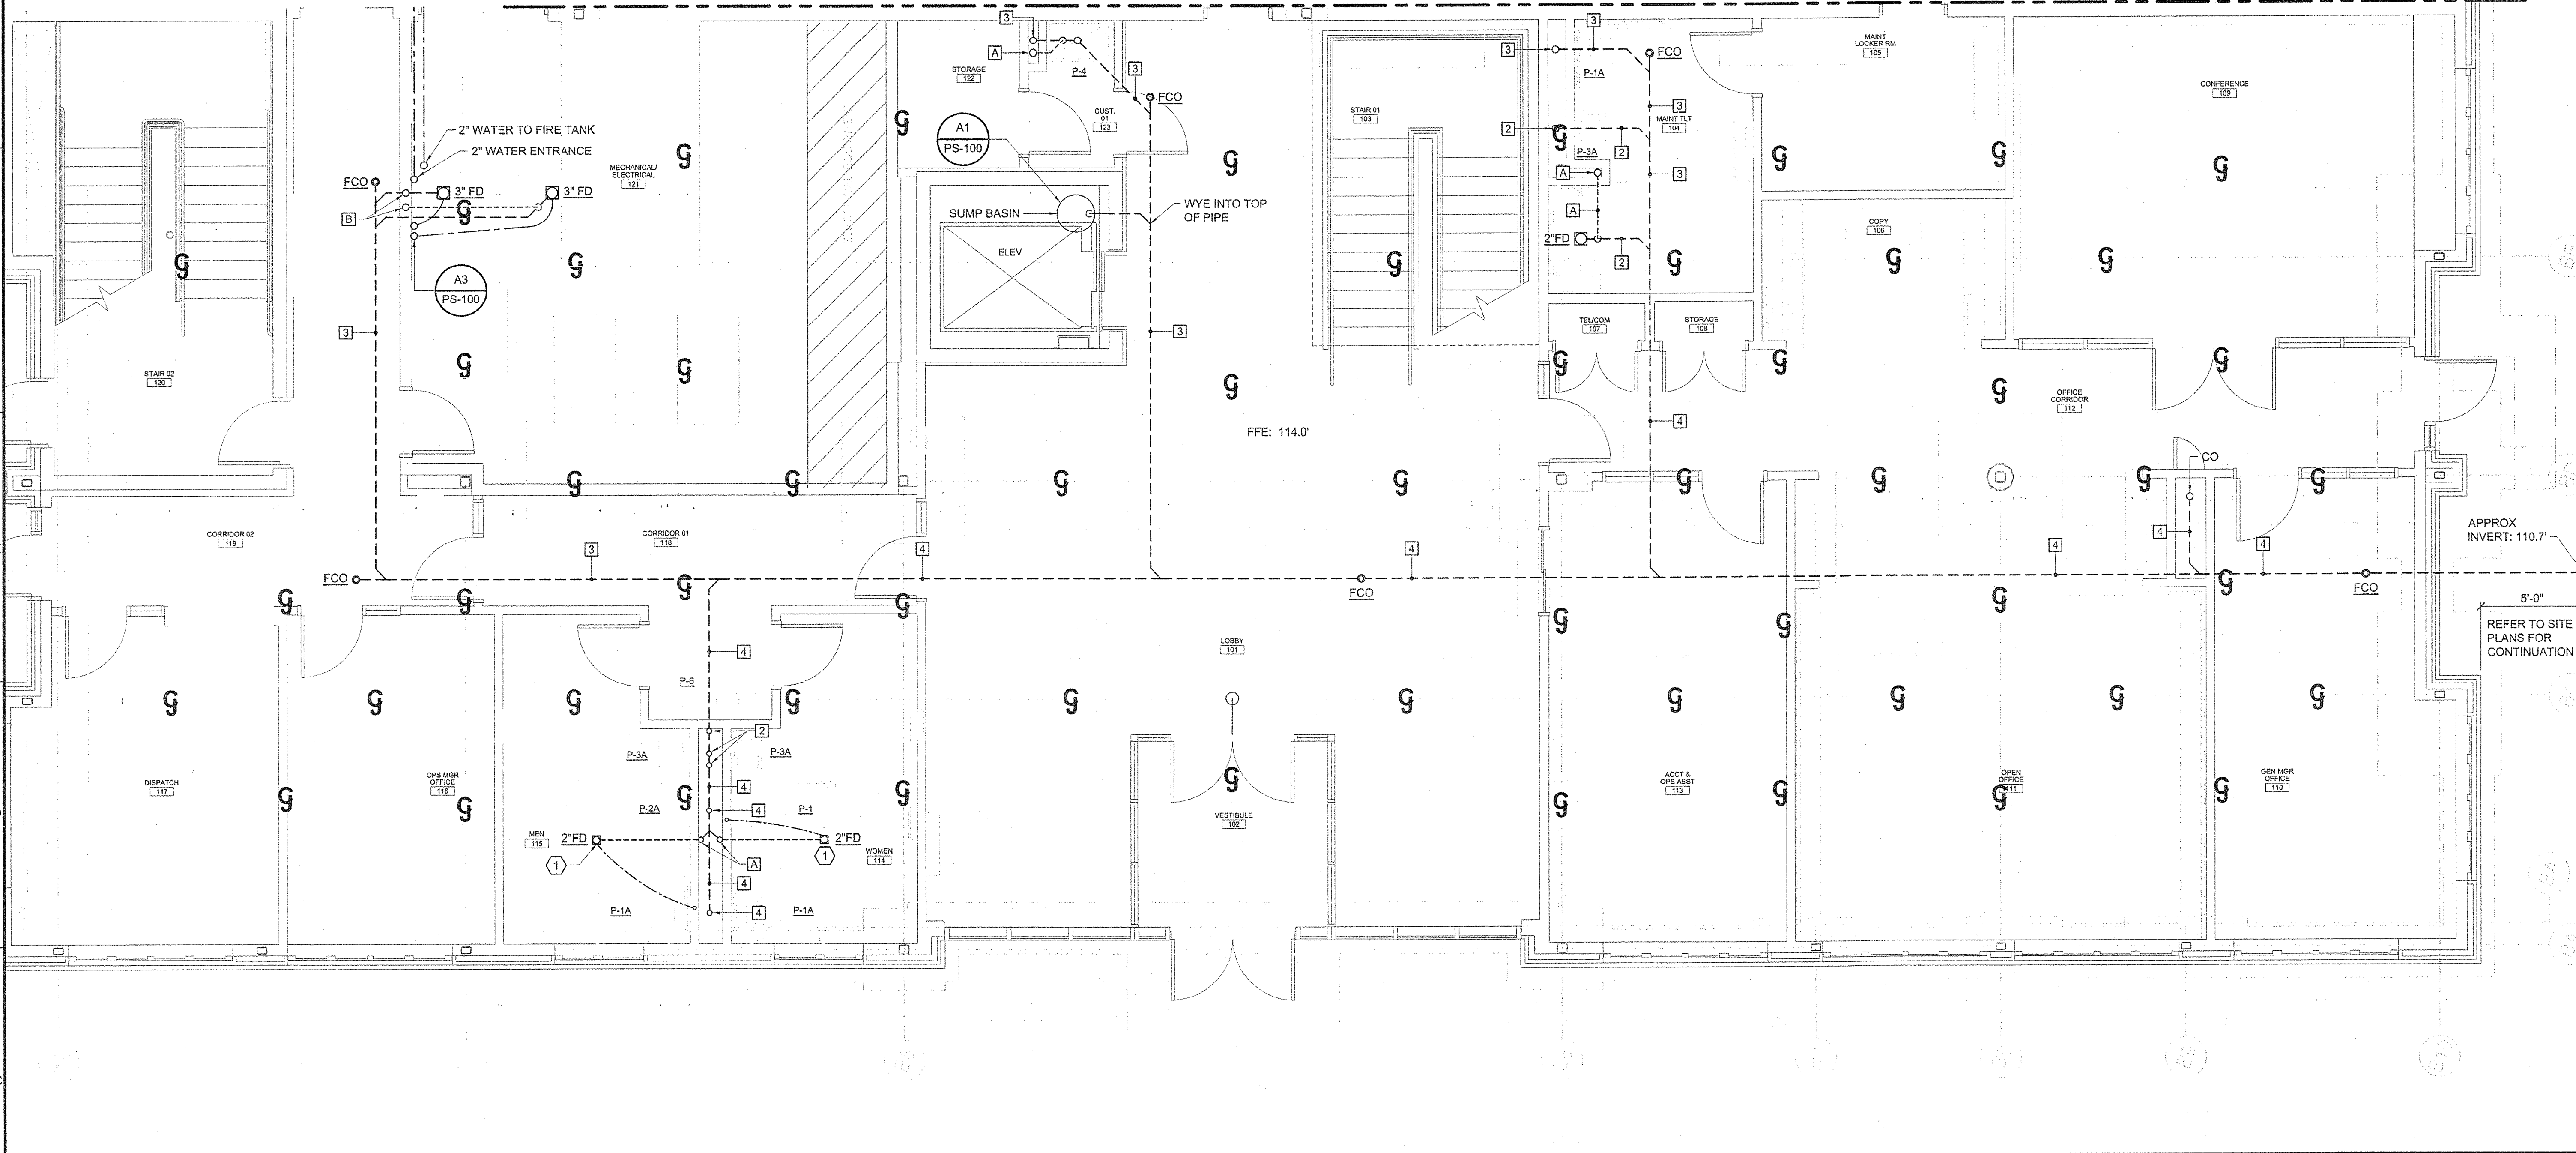 3
3
MAINT
LOCKER RM
105
A
STORAGE
122
P-4
3
FCO
3
FCO
P-1A
CONFERENCE
109
3
CUST.
01
123
STAIR 01
103
MAINT TLT
104
2
2
P-3A
A
3
2" WATER TO FIRE TANK
2" WATER ENTRANCE
A1
PS-100
MECHANICAL/
ELECTRICAL
121
FCO
3" FD
3" FD
B
SUMP BASIN
WYE INTO TOP
OF PIPE
A
2"FD
2
COPY
106
ELEV
A3
PS-100
3
3
TEL/COM
107
STORAGE
108
STAIR 02
120
OFFICE
CORRIDOR
112
FFE: 114.0'
4
CO
CORRIDOR 02
119
CORRIDOR 01
118
3
4
4
4
4
4
APPROX
INVERT: 110.7'
FCO
FCO
FCO
5'-0"
REFER TO SITE
PLANS FOR
CONTINUATION
4
LOBBY
101
P-6
2
P-3A
P-3A
4
DISPATCH
117
OPS MGR
OFFICE
116
ACCT &
OPS ASST
113
OPEN
OFFICE
111
GEN MGR
OFFICE
110
P-2A
4
P-1
VESTIBULE
102
MEN
115
2"FD
2"FD
WOMEN
114
1
A
1
4
P-1A
4
P-1A